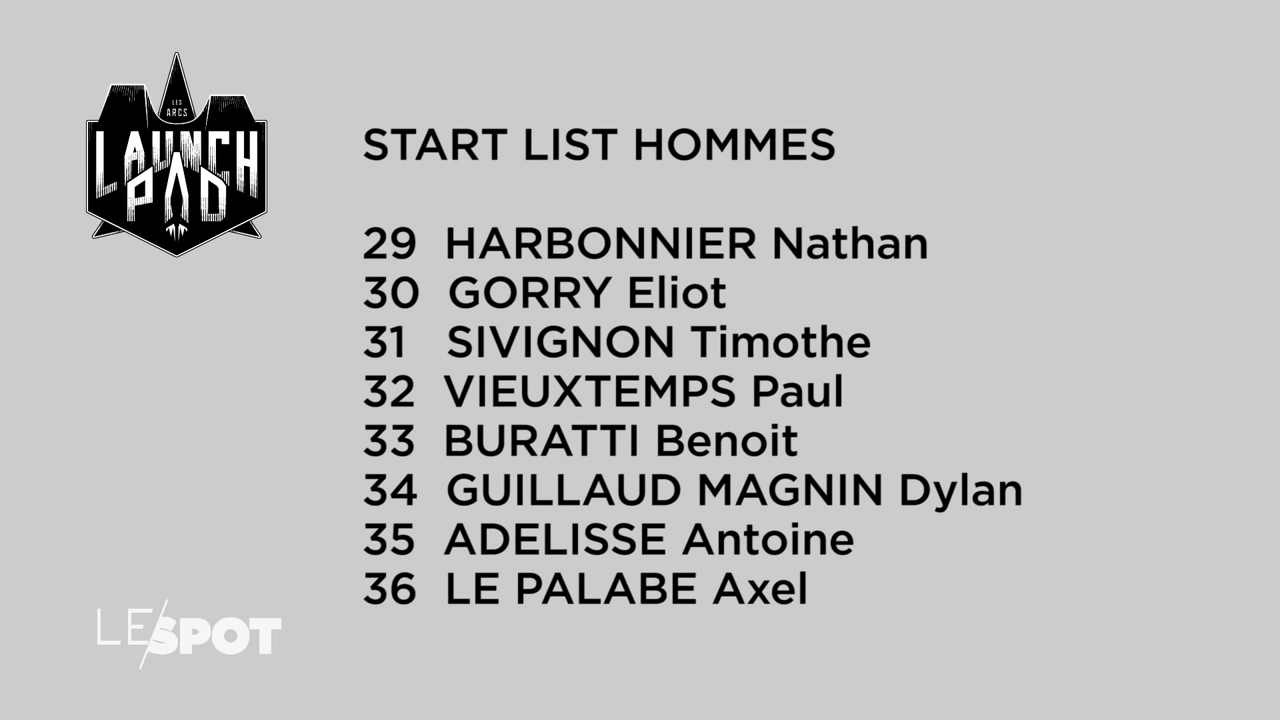 LES
ARCS
LAUNCH
PAD
START LIST HOMMES
29 HARBONNIER Nathan
30 GORRY Eliot
31 SIVIGNON Timothe
32 VIEUXTEMPS Paul
33 BURATTI Benoit
34 GUILLAUD MAGNIN Dylan
35 ADELISSE Antoine
36 LE PALABE Axel
LE/SPOT